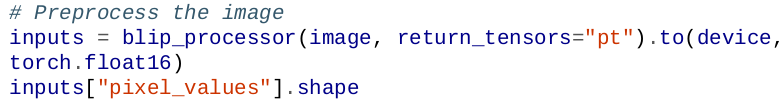 # Preprocess the image
inputs = blip_processor(image, return_tensors="pt").to(device,
torch.float16)
inputs["pixel_values"].shape